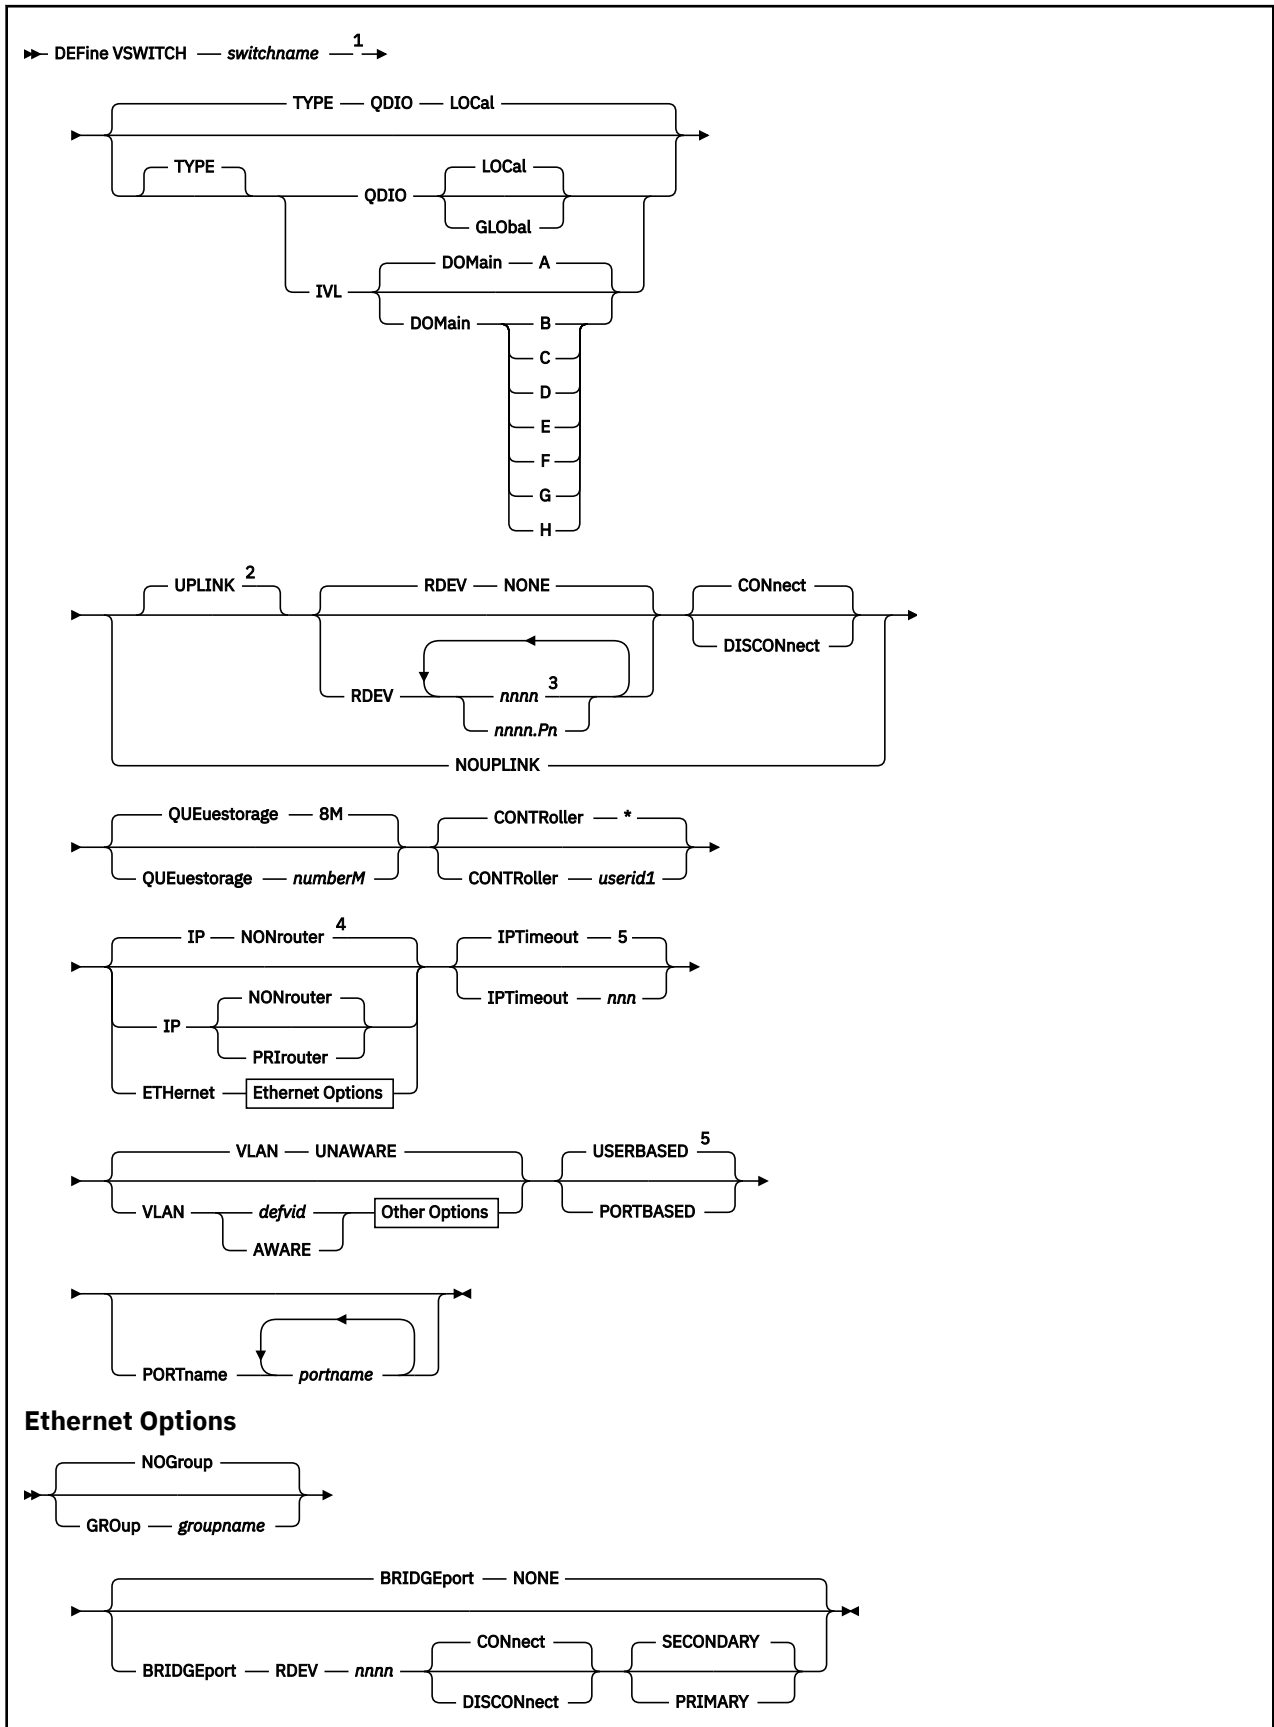 DEFine VSWITCH switchname 1
TYPE QDIO LOCal
TYPE
QDIO
LOCal
GLObal
IVL
DOMain A
DOMain B
C
D
E
F
G
H
UPLINK 2
RDEV NONE
RDEV nnnn 3
nnnn.Pn
CONnect
DISCONnect
NOUPLINK
QUEuestorage 8M
QUEuestorage numberM
CONTRoller *
CONTRoller userid1
IP NONrouter 4
IP
NONrouter
PRIrouter
ETHernet Ethernet Options
IPTimeout 5
IPTimeout nnn
VLAN UNAWARE
VLAN defvid
AWARE
Other Options
USERBASED 5
PORTBASED
PORTname portname
Ethernet Options
NOGroup
GROup groupname
BRIDGEport NONE
BRIDGEport RDEV nnnn
CONnect
DISCONnect
SECONDARY
PRIMARY